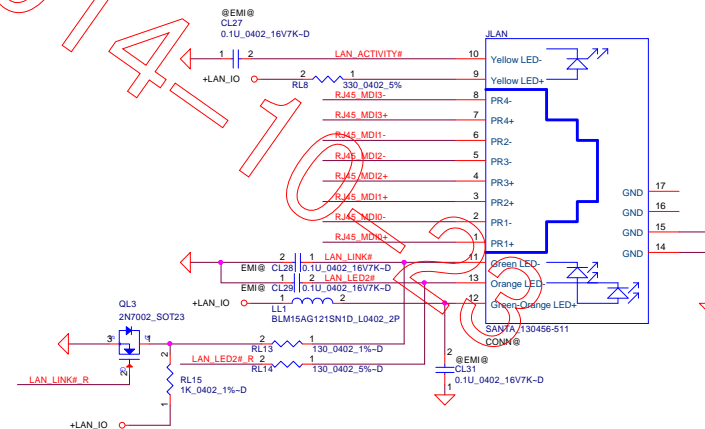 @EMI@
CL27
0.1U_0402_16V7K~D
JLAN
1 2 LAN_ACTIVITY# 10 Yellow LED-
+LAN_IO 2 1 9 Yellow LED+
RL8 330_0402_5%
RJ45_MDI3- 8 PR4-
RJ45_MDI3+ 7 PR4+
RJ45_MDI1- 6 PR2-
RJ45_MDI2- 5 PR3-
RJ45_MDI2+ 4 PR3+
RJ45_MDI1+ 3 PR2+
RJ45_MDI0- 2 PR1-
RJ45_MDI0+ 1 PR1+
GND 17
GND 16
GND 15
GND 14
2 1 LAN_LINK# 11 Green LED-
EMI@ CL28 0.1U_0402_16V7K~D
2 1 LAN_LED2# 13 Orange LED-
EMI@ CL29 0.1U_0402_16V7K~D
+LAN_IO 1 2 12 Green-Orange LED+
LL1
BLM15AG121SN1D_L0402_2P
SANTA_130456-511
CONN@
QL3
2N7002_SOT23
3 1
2 1
RL13 130_0402_1%~D
LAN_LED2#_R 2 1
RL14 130_0402_5%~D
2
@EMI@
CL31
0.1U_0402_16V7K~D
1
LAN_LINK#_R 2
2
RL15
1K_0402_1%~D
1
+LAN_IO